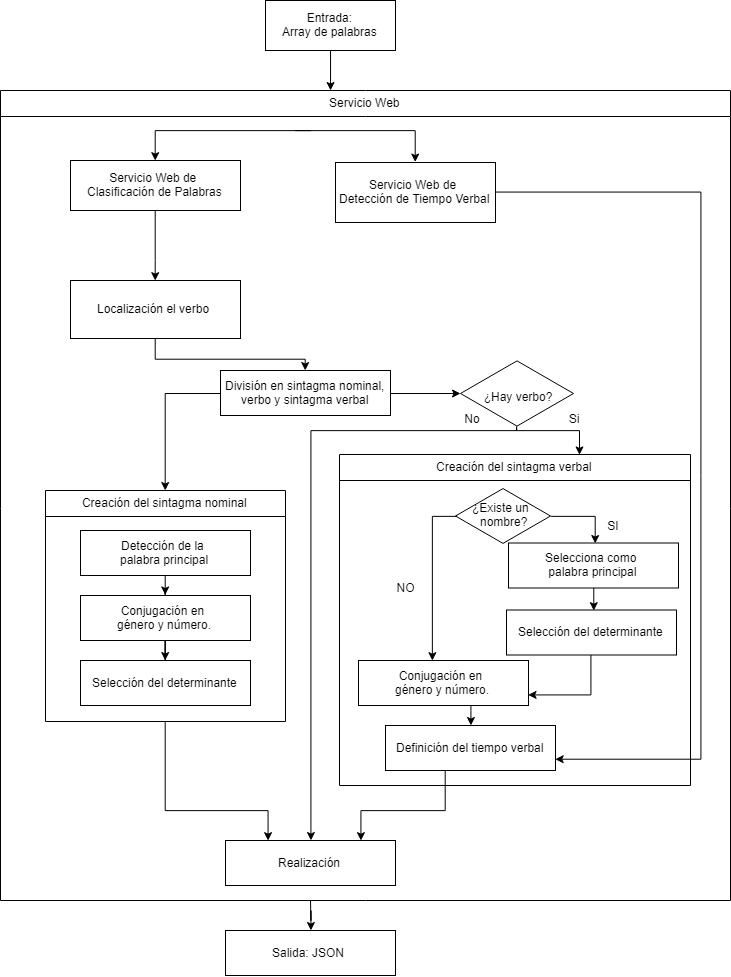 Entrada:
Array de palabras
Servicio Web
Servicio Web de
Clasificación de Palabras
Servicio Web de
Detección de Tiempo Verbal
Localización el verbo
División en sintagma nominal,
verbo y sintagma verbal
¿Hay verbo?
No
Si
Creación del sintagma verbal
Creación del sintagma nominal
¿Existe un
nombre?
SI
NO
Detección de la
palabra principal
Selecciona como
palabra principal
Conjugación en
género y número.
Selección del determinante
Selección del determinante
Conjugación en
género y número.
Definición del tiempo verbal
Realización
Salida: JSON